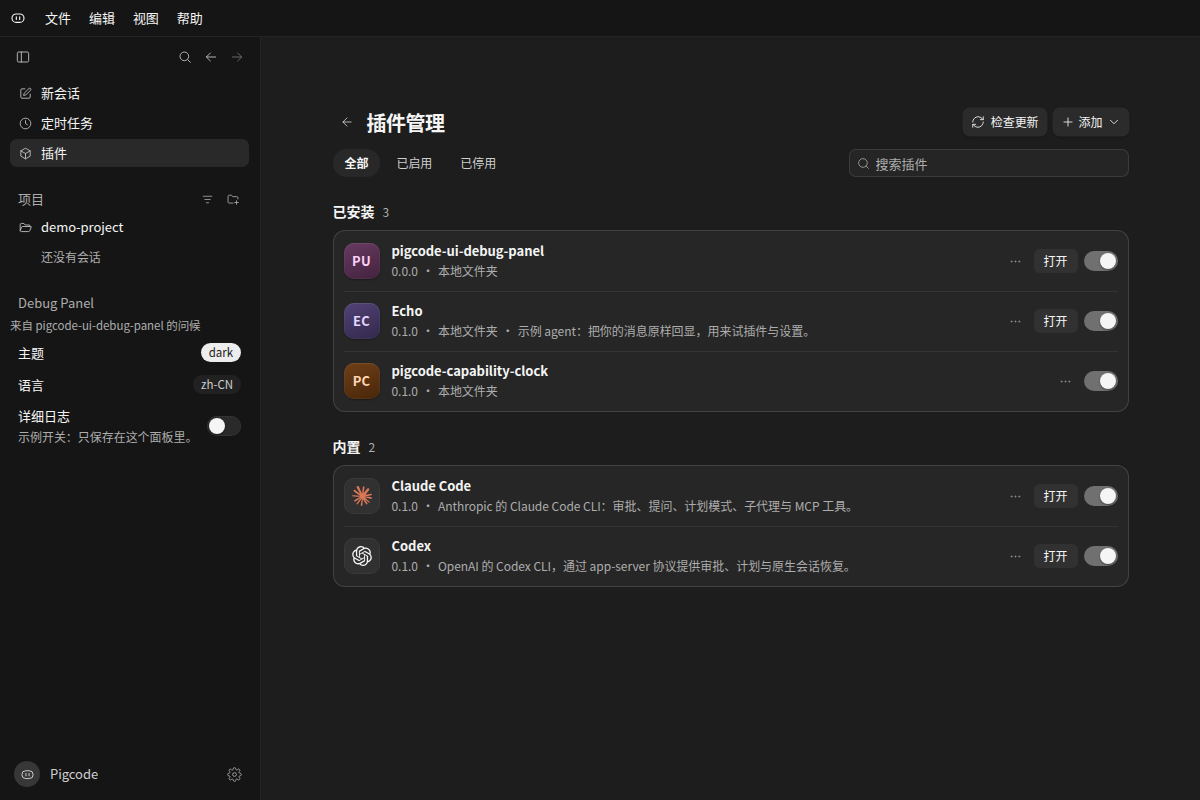 文件 编辑 视图 帮助
新会话
定时任务
插件
项目
demo-project
还没有会话
Debug Panel
来自 pigcode-ui-debug-panel 的问候
主题 dark
语言 zh-CN
详细日志
示例开关：只保存在这个面板里。
Pigcode
插件管理
检查更新 添加
全部 已启用 已停用
搜索插件
已安装 3
PU
pigcode-ui-debug-panel
0.0.0 · 本地文件夹
打开
EC
Echo
0.1.0 · 本地文件夹 · 示例 agent：把你的消息原样回显，用来试插件与设置。
打开
PC
pigcode-capability-clock
0.1.0 · 本地文件夹
内置 2
Claude Code
0.1.0 · Anthropic 的 Claude Code CLI：审批、提问、计划模式、子代理与 MCP 工具。
打开
Codex
0.1.0 · OpenAI 的 Codex CLI，通过 app-server 协议提供审批、计划与原生会话恢复。
打开